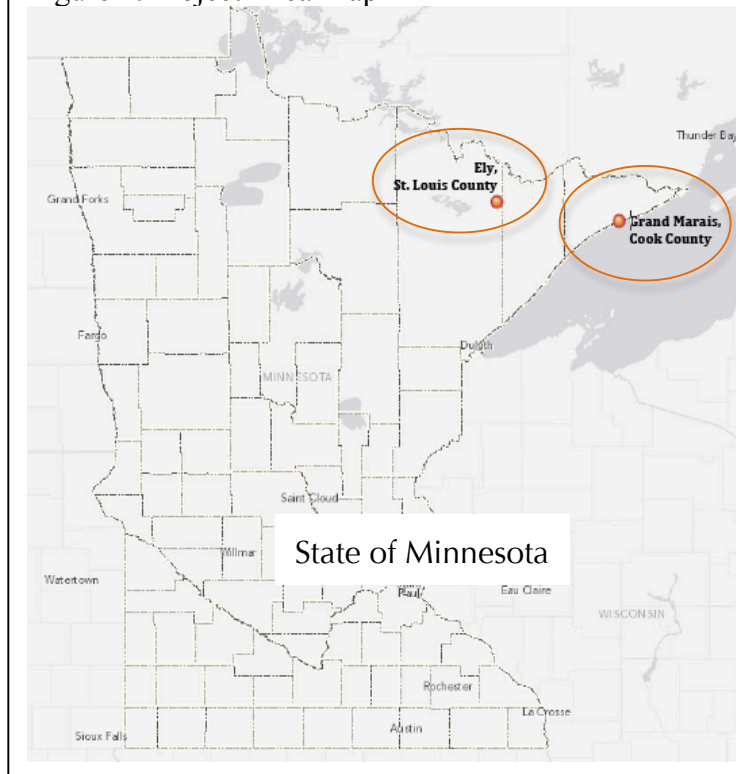 Thunder Bay
Ely,
St. Louis County
Grand Forks
Grand Marais,
Cook County
Fargo
Duluth
MINNESOTA
Saint Cloud
State of Minnesota
Willmar
Watertown
Paul
Eau Claire
WISCONSIN
Rochester
La Crosse
Austin
Sioux Falls